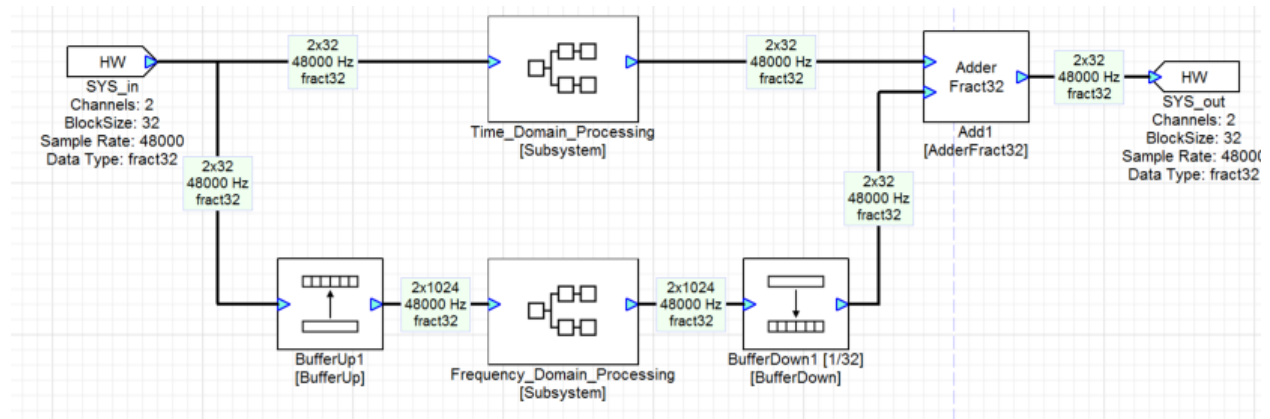 HW
SYS_in
Channels: 2
BlockSize: 32
Sample Rate: 48000
Data Type: fract32
2x32
48000 Hz
fract32
Time_Domain_Processing
[Subsystem]
2x32
48000 Hz
fract32
Adder
Fract32
Add1
[AdderFract32]
2x32
48000 Hz
fract32
HW
SYS_out
Channels: 2
BlockSize: 32
Sample Rate: 48000
Data Type: fract32
2x32
48000 Hz
fract32
2x32
48000 Hz
fract32
BufferUp1
[BufferUp]
2x1024
48000 Hz
fract32
Frequency_Domain_Processing
[Subsystem]
2x1024
48000 Hz
fract32
BufferDown1 [1/32]
[BufferDown]